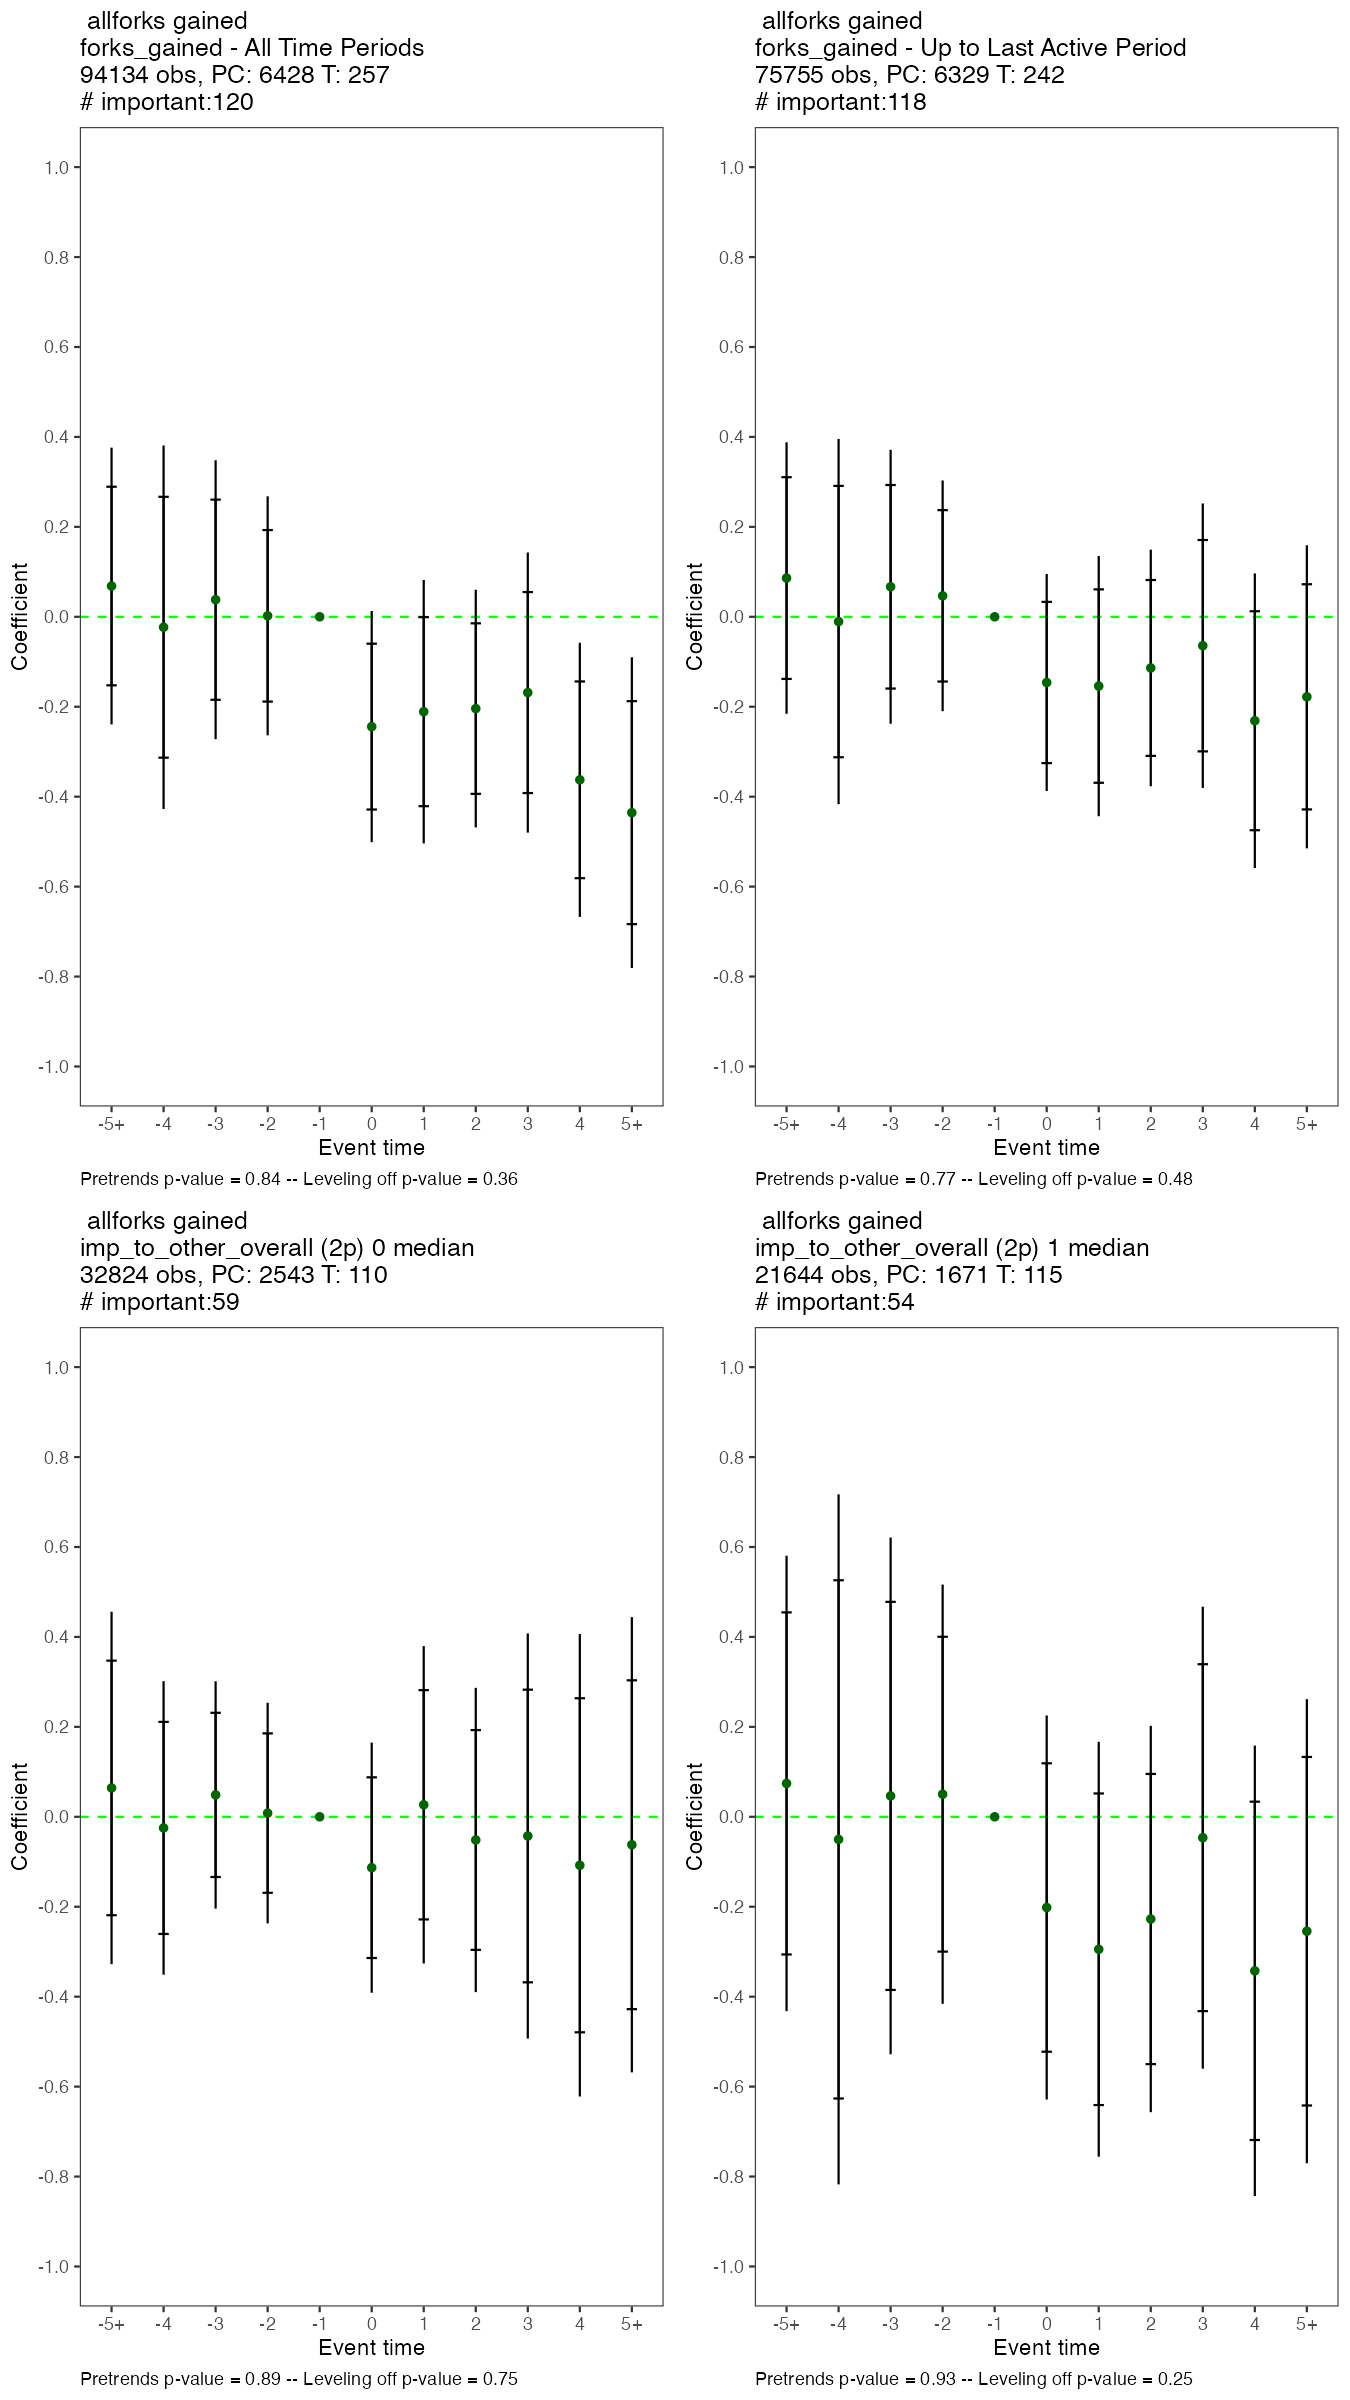 allforks gained
forks_gained - All Time Periods
94134 obs, PC: 6428 T: 257
# important:120
Coefficient
1.0
0.8
0.6
0.4
0.2
0.0
-0.2
-0.4
-0.6
-0.8
-1.0
-5+ -4 -3 -2 -1 0 1 2 3 4 5+
Event time
Pretrends p-value = 0.84 -- Leveling off p-value = 0.36
allforks gained
forks_gained - Up to Last Active Period
75755 obs, PC: 6329 T: 242
# important:118
Coefficient
1.0
0.8
0.6
0.4
0.2
0.0
-0.2
-0.4
-0.6
-0.8
-1.0
-5+ -4 -3 -2 -1 0 1 2 3 4 5+
Event time
Pretrends p-value = 0.77 -- Leveling off p-value = 0.48
allforks gained
imp_to_other_overall (2p) 0 median
32824 obs, PC: 2543 T: 110
# important:59
Coefficient
1.0
0.8
0.6
0.4
0.2
0.0
-0.2
-0.4
-0.6
-0.8
-1.0
-5+ -4 -3 -2 -1 0 1 2 3 4 5+
Event time
Pretrends p-value = 0.89 -- Leveling off p-value = 0.75
allforks gained
imp_to_other_overall (2p) 1 median
21644 obs, PC: 1671 T: 115
# important:54
Coefficient
1.0
0.8
0.6
0.4
0.2
0.0
-0.2
-0.4
-0.6
-0.8
-1.0
-5+ -4 -3 -2 -1 0 1 2 3 4 5+
Event time
Pretrends p-value = 0.93 -- Leveling off p-value = 0.25